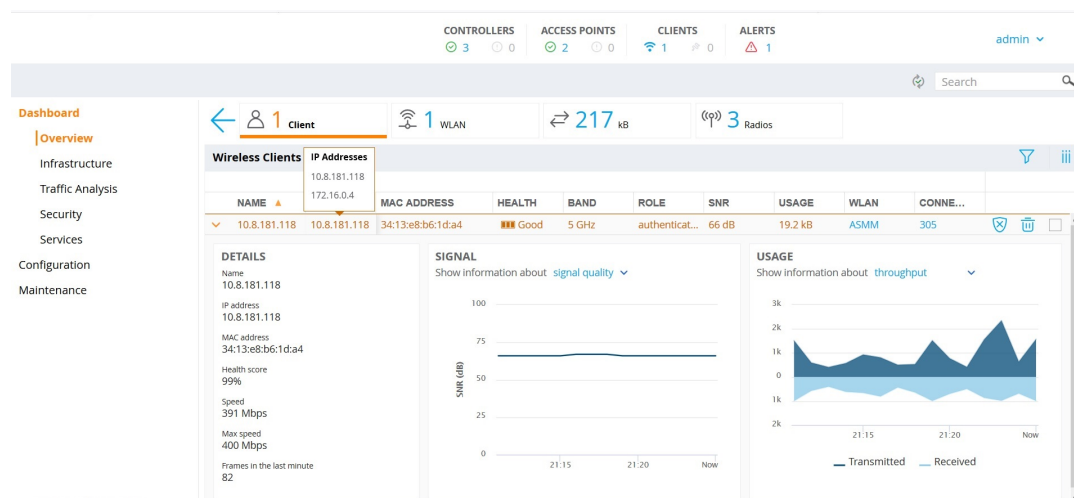 CONTROLLERS ACCESS POINTS CLIENTS ALERTS
3 0 2 0 1 0 1
admin
Search
Dashboard
Overview
Infrastructure
Traffic Analysis
Security
Services
Configuration
Maintenance
1 Client 1 WLAN 217 kB 3 Radios
Wireless Clients
IP Addresses
10.8.181.118
172.16.0.4
NAME MAC ADDRESS HEALTH BAND ROLE SNR USAGE WLAN CONNE...
10.8.181.118 10.8.181.118 34:13:e8:b6:1d:a4 Good 5 GHz authenticat... 66 dB 19.2 kB ASMM 305
DETAILS
Name
10.8.181.118
IP address
10.8.181.118
MAC address
34:13:e8:b6:1d:a4
Health score
99%
Speed
391 Mbps
Max speed
400 Mbps
Frames in the last minute
82
SIGNAL
Show information about signal quality
100
75
50
25
0
SNR (dB)
21:15 21:20 Now
USAGE
Show information about throughput
3k
2k
1k
0
1k
2k
21:15 21:20 Now
Transmitted Received